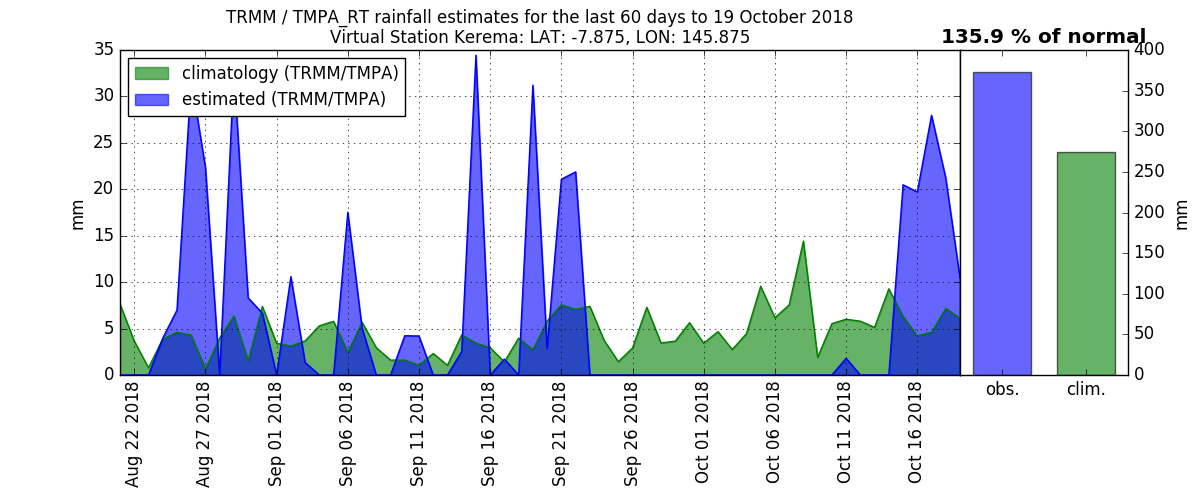 TRMM / TMPA_RT rainfall estimates for the last 60 days to 19 October 2018
Virtual Station Kerema: LAT: -7.875, LON: 145.875
135.9 % of normal
climatology (TRMM/TMPA)
estimated (TRMM/TMPA)
35
30
25
20
15
10
5
0
mm
Aug 22 2018
Aug 27 2018
Sep 01 2018
Sep 06 2018
Sep 11 2018
Sep 16 2018
Sep 21 2018
Sep 26 2018
Oct 01 2018
Oct 06 2018
Oct 11 2018
Oct 16 2018
400
350
300
250
200
150
100
50
0
mm
obs.
clim.